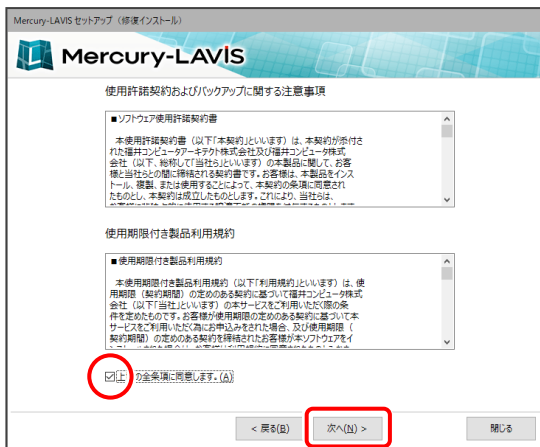 Mercury-LAVIS セットアップ（修復インストール）
Mercury-LAVIS
使用許諾契約およびバックアップに関する注意事項
■ソフトウェア使用許諾契約書
本使用許諾契約書（以下「本契約」といいます）は、本契約が添付さ
れた福井コンピュータアーキテクト株式会社及び福井コンピュータ株式
会社（以下、総称して「当社ら」といいます）の本製品に関して、お客
様と当社らとの間に締結される契約書です。お客様は、本製品をインス
トール、複製、または使用することによって、本契約の条項に同意され
たものとし、本契約は成立したものとします。これにより、当社らは、
使用期限付き製品利用規約
■使用期限付き製品利用規約
本使用期限付き製品利用規約（以下「利用規約」といいます）は、使
用期限（契約期間）の定めのある契約に基づいて福井コンピュータ株式
会社（以下「当社」といいます）の本サービスをご利用いただく際の条
件を定めたものです。お客様が使用期限の定めのある契約に基づいて本
サービスをご利用いただく為にお申込みをされた場合、及び使用期限（
契約期間）の定めのある契約を締結されたお客様が本ソフトウェアをイ
上の全条項に同意します。(A)
< 戻る(B)
次へ(N) >
閉じる